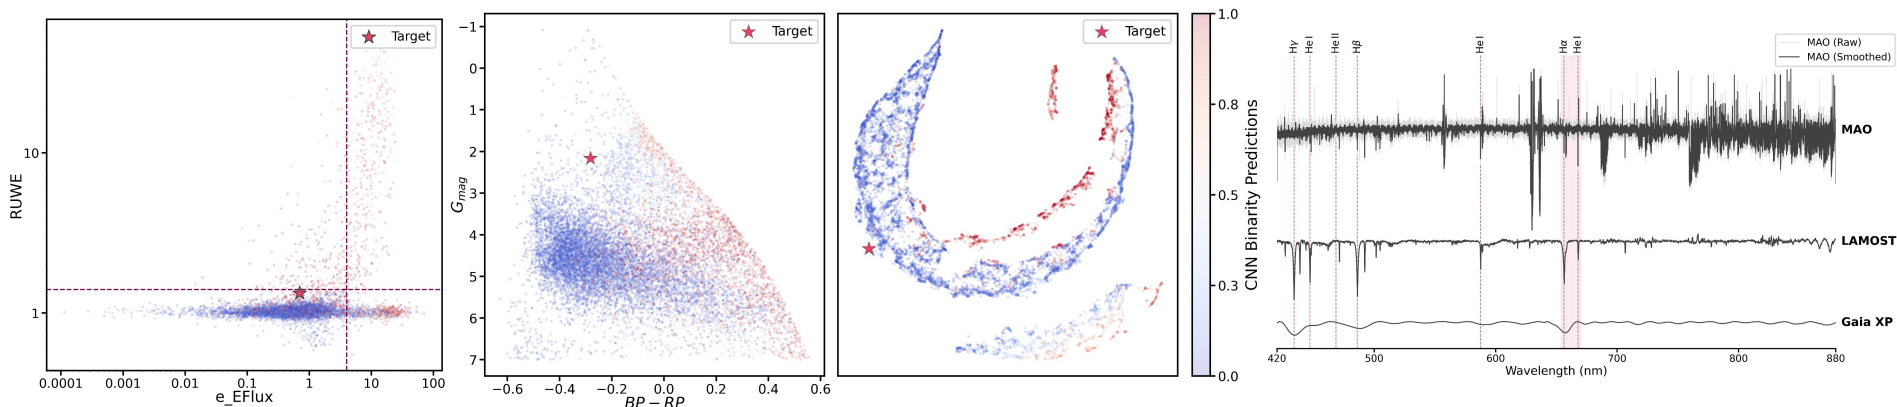 RUWE
10
1
Target
0.0001
0.001
0.01
0.1
1
10
100
e_EFlux
G_mag
−1
0
1
2
3
4
5
6
7
Target
−0.6
−0.4
−0.2
0.0
0.2
0.4
0.6
BP − RP
Target
1.0
0.8
0.5
0.3
0.0
CNN Binarity Predictions
Hγ
He I
He II
Hβ
He I
Hα
He I
MAO (Raw)
MAO (Smoothed)
MAO
LAMOST
Gaia XP
420
500
600
700
800
880
Wavelength (nm)